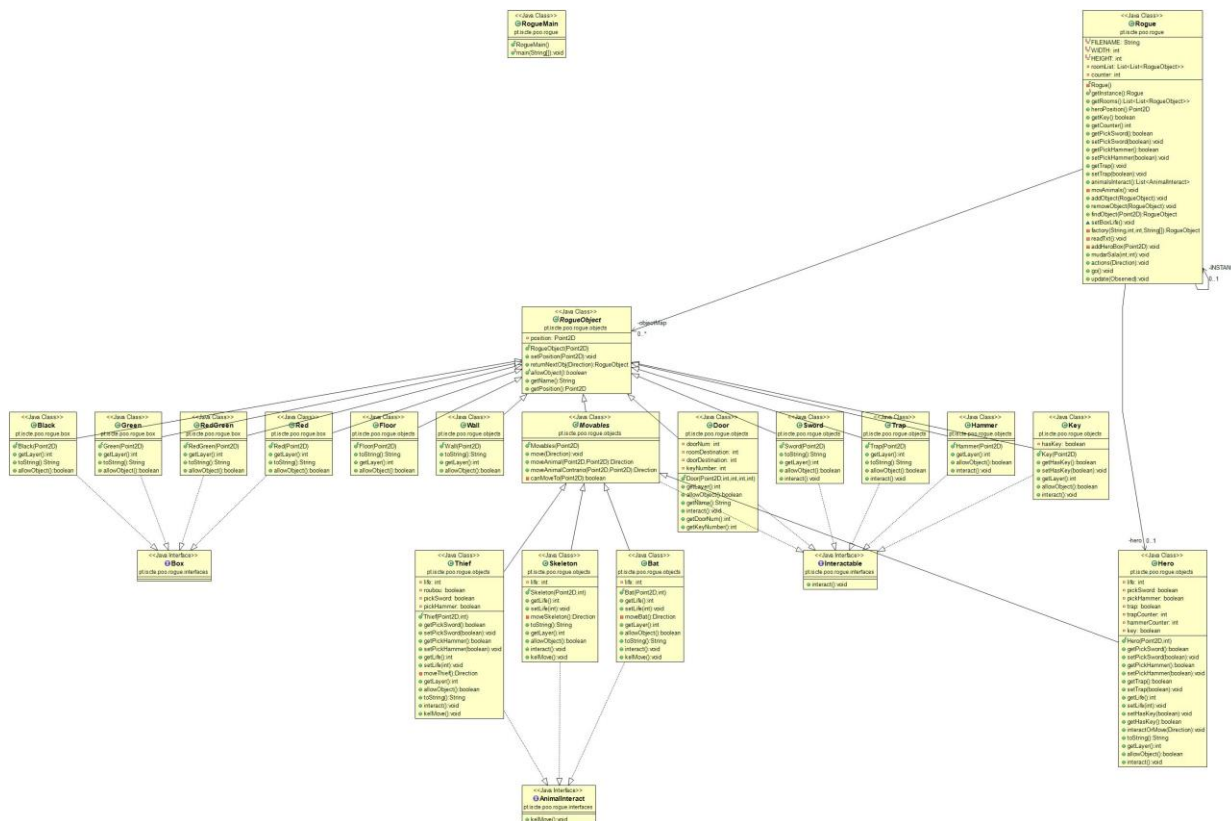 <<Java Class>>
RogueMain
pt.iscte.poo.rogue
RogueMain()
main(String[]):void
<<Java Class>>
Rogue
pt.iscte.poo.rogue
FILENAME: String
WIDTH: int
HEIGHT: int
roomList: List<List<RogueObject>>
counter: int
Rogue()
getInstance():Rogue
getRooms():List<List<RogueObject>>
heroPosition():Point2D
getKey():boolean
getCounter():int
getPickSword():boolean
setPickSword(boolean):void
getPickHammer():boolean
setPickHammer(boolean):void
getTrap():void
setTrap(boolean):void
animalsInteract():List<AnimalInteract>
movAnimals():void
addObject(RogueObject):void
removeObject(RogueObject):void
findObject(Point2D):RogueObject
setBoxLife():void
factory(String,int,int,String[]):RogueObject
readTxt():void
addHeroBox(Point2D):void
mudarSala(int,int):void
actions(Direction):void
go():void
update(Observed):void
-INSTAN
0..1
<<Java Class>>
RogueObject
pt.iscte.poo.rogue.objects
position: Point2D
RogueObject(Point2D)
setPosition(Point2D):void
returnNextObj(Direction):RogueObject
allowObject():boolean
getName():String
getPosition():Point2D
-objectMap
0..*
<<Java Class>>
Black
pt.iscte.poo.rogue.box
Black(Point2D)
getLayer():int
toString():String
allowObject():boolean
<<Java Class>>
Green
pt.iscte.poo.rogue.box
Green(Point2D)
getLayer():int
toString():String
allowObject():boolean
<<Java Class>>
RedGreen
pt.iscte.poo.rogue.box
RedGreen(Point2D)
getLayer():int
toString():String
allowObject():boolean
<<Java Class>>
Red
pt.iscte.poo.rogue.box
Red(Point2D)
getLayer():int
toString():String
allowObject():boolean
<<Java Class>>
Floor
pt.iscte.poo.rogue.objects
Floor(Point2D)
toString():String
getLayer():int
allowObject():boolean
<<Java Class>>
Wall
pt.iscte.poo.rogue.objects
Wall(Point2D)
toString():String
getLayer():int
allowObject():boolean
<<Java Class>>
Movables
pt.iscte.poo.rogue.objects
Movables(Point2D)
move(Direction):void
moveAnimal(Point2D,Point2D):Direction
moveAnimalContrario(Point2D,Point2D):Direction
canMoveTo(Point2D):boolean
<<Java Class>>
Door
pt.iscte.poo.rogue.objects
doorNum: int
roomDestination: int
doorDestination: int
keyNumber: int
Door(Point2D,int,int,int,int)
getLayer():int
allowObject():boolean
getName():String
interact():void
getDoorNum():int
getKeyNumber():int
<<Java Class>>
Sword
pt.iscte.poo.rogue.objects
Sword(Point2D)
toString():String
getLayer():int
allowObject():boolean
interact():void
<<Java Class>>
Trap
pt.iscte.poo.rogue.objects
Trap(Point2D)
toString():String
getLayer():int
allowObject():boolean
interact():void
<<Java Class>>
Hammer
pt.iscte.poo.rogue.objects
Hammer(Point2D)
getLayer():int
allowObject():boolean
interact():void
<<Java Class>>
Key
pt.iscte.poo.rogue.objects
hasKey: boolean
Key(Point2D)
getHasKey():boolean
setHasKey(boolean):void
getLayer():int
allowObject():boolean
interact():void
<<Java Interface>>
Box
pt.iscte.poo.rogue.interfaces
<<Java Class>>
Thief
pt.iscte.poo.rogue.objects
life: int
roubou: boolean
pickSword: boolean
pickHammer: boolean
Thief(Point2D,int)
getPickSword():boolean
setPickSword(boolean):void
getPickHammer():boolean
setPickHammer(boolean):void
getLife():int
setLife(int):void
moveThief():Direction
getLayer():int
allowObject():boolean
toString():String
interact():void
kelMove():void
<<Java Class>>
Skeleton
pt.iscte.poo.rogue.objects
life: int
Skeleton(Point2D,int)
getLife():int
setLife(int):void
moveSkeleton():Direction
toString():String
getLayer():int
allowObject():boolean
interact():void
kelMove():void
<<Java Class>>
Bat
pt.iscte.poo.rogue.objects
life: int
Bat(Point2D,int)
getLife():int
setLife(int):void
moveBat():Direction
getLayer():int
allowObject():boolean
toString():String
interact():void
kelMove():void
<<Java Interface>>
Interactable
pt.iscte.poo.rogue.interfaces
interact():void
-hero 0..1
<<Java Class>>
Hero
pt.iscte.poo.rogue.objects
life: int
pickSword: boolean
pickHammer: boolean
trap: boolean
trapCounter: int
hammerCounter: int
key: boolean
Hero(Point2D,int)
getPickSword():boolean
setPickSword(boolean):void
getPickHammer():boolean
setPickHammer(boolean):void
getTrap():boolean
setTrap(boolean):void
getLife():int
setLife(int):void
setHasKey(boolean):void
getHasKey():boolean
interactOrMove(Direction):void
toString():String
getLayer():int
allowObject():boolean
interact():void
<<Java Interface>>
AnimalInteract
pt.iscte.poo.rogue.interfaces
kelMove():void